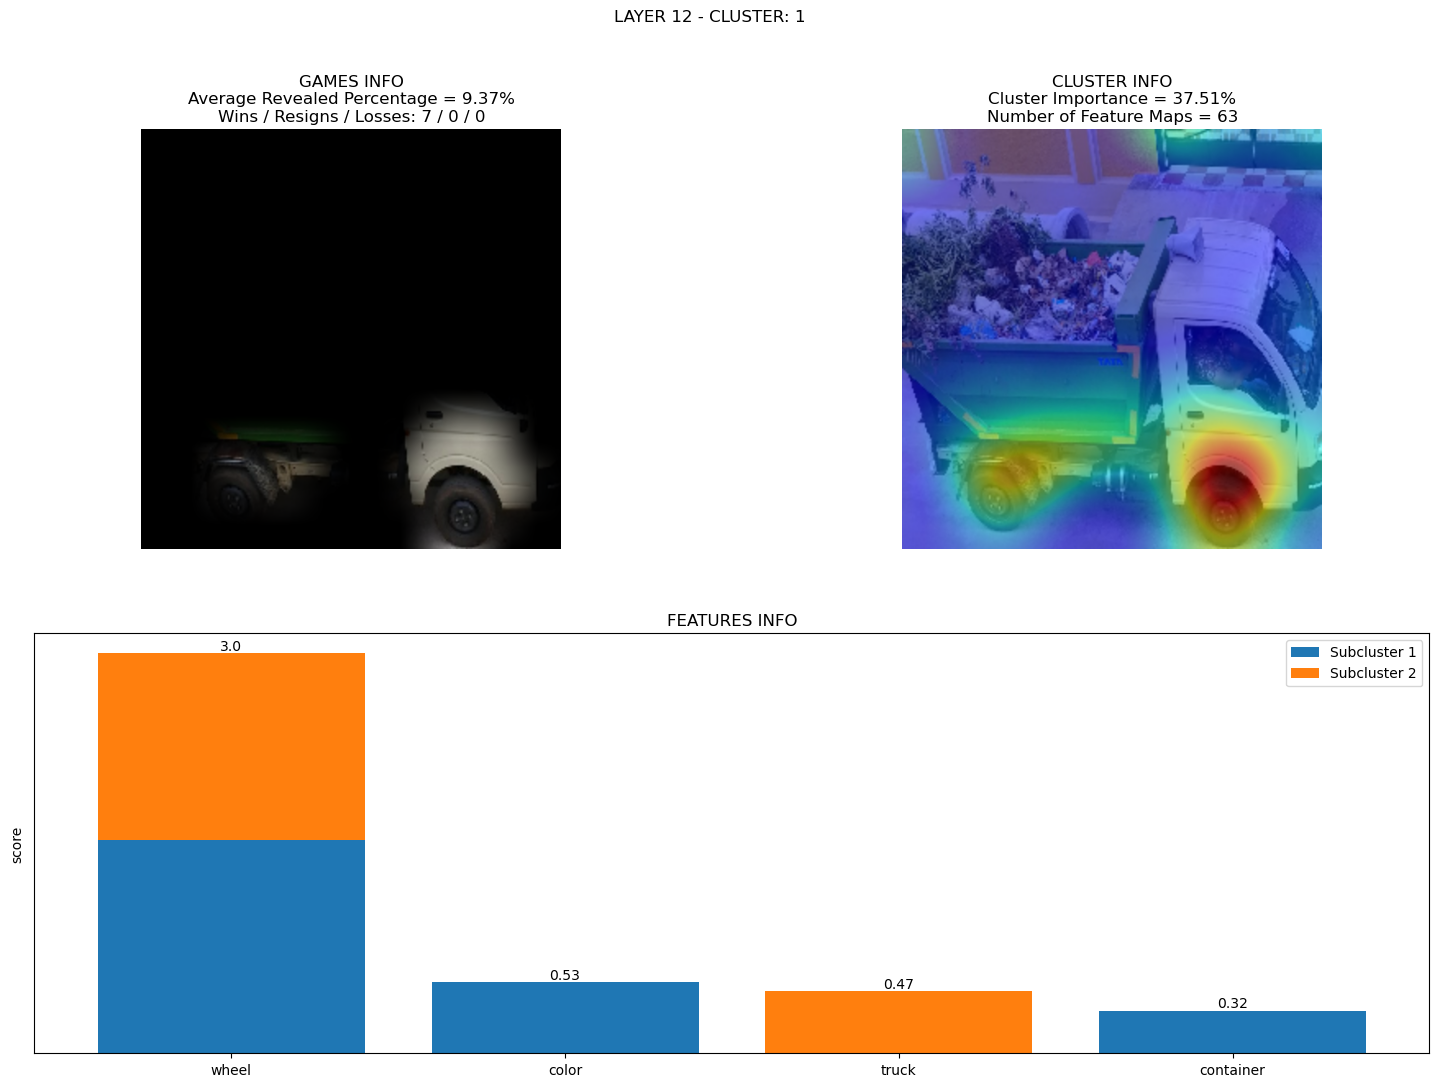 LAYER 12 - CLUSTER: 1
GAMES INFO
Average Revealed Percentage = 9.37%
Wins / Resigns / Losses: 7 / 0 / 0
CLUSTER INFO
Cluster Importance = 37.51%
Number of Feature Maps = 63
FEATURES INFO
3.0
Subcluster 1
Subcluster 2
score
0.53
0.47
0.32
wheel
color
truck
container